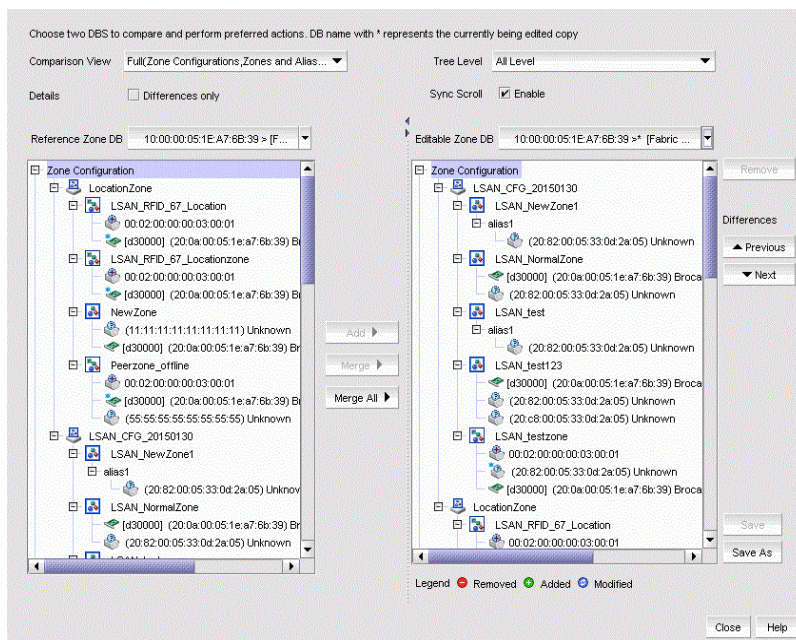 Choose two DBS to compare and perform preferred actions. DB name with * represents the currently being edited copy
Comparison View Full(Zone Configurations,Zones and Alias...
Tree Level All Level
Details Differences only
Sync Scroll Enable
Reference Zone DB 10:00:00:05:1E:A7:6B:39 > [F...
Editable Zone DB 10:00:00:05:1E:A7:6B:39 >* [Fabric ...
Zone Configuration
LocationZone
LSAN_RFID_67_Location
00:02:00:00:00:03:00:01
[d30000] (20:0a:00:05:1e:a7:6b:39) Br
LSAN_RFID_67_Locationzone
00:02:00:00:00:03:00:01
[d30000] (20:0a:00:05:1e:a7:6b:39) Br
NewZone
(11:11:11:11:11:11:11:11) Unknown
[d30000] (20:0a:00:05:1e:a7:6b:39) Bro
Peerzone_offline
00:02:00:00:00:03:00:01
[d30000] (20:0a:00:05:1e:a7:6b:39) Br
(55:55:55:55:55:55:55:55) Unknown
LSAN_CFG_20150130
LSAN_NewZone1
alias1
(20:82:00:05:33:0d:2a:05) Unknov
LSAN_NormalZone
[d30000] (20:0a:00:05:1e:a7:6b:39) Br
(20:82:00:05:33:0d:2a:05) Unknown
Add
Merge
Merge All
Zone Configuration
LSAN_CFG_20150130
LSAN_NewZone1
alias1
(20:82:00:05:33:0d:2a:05) Unknown
LSAN_NormalZone
[d30000] (20:0a:00:05:1e:a7:6b:39) Broca
(20:82:00:05:33:0d:2a:05) Unknown
LSAN_test
alias1
(20:82:00:05:33:0d:2a:05) Unknown
LSAN_test123
[d30000] (20:0a:00:05:1e:a7:6b:39) Broca
(20:82:00:05:33:0d:2a:05) Unknown
(20:c8:00:05:33:0d:2a:05) Unknown
LSAN_testzone
00:02:00:00:00:03:00:01
(20:82:00:05:33:0d:2a:05) Unknown
[d30000] (20:0a:00:05:1e:a7:6b:39) Broca
LocationZone
LSAN_RFID_67_Location
00:02:00:00:00:03:00:01
Remove
Differences
Previous
Next
Save
Save As
Legend Removed Added Modified
Close Help